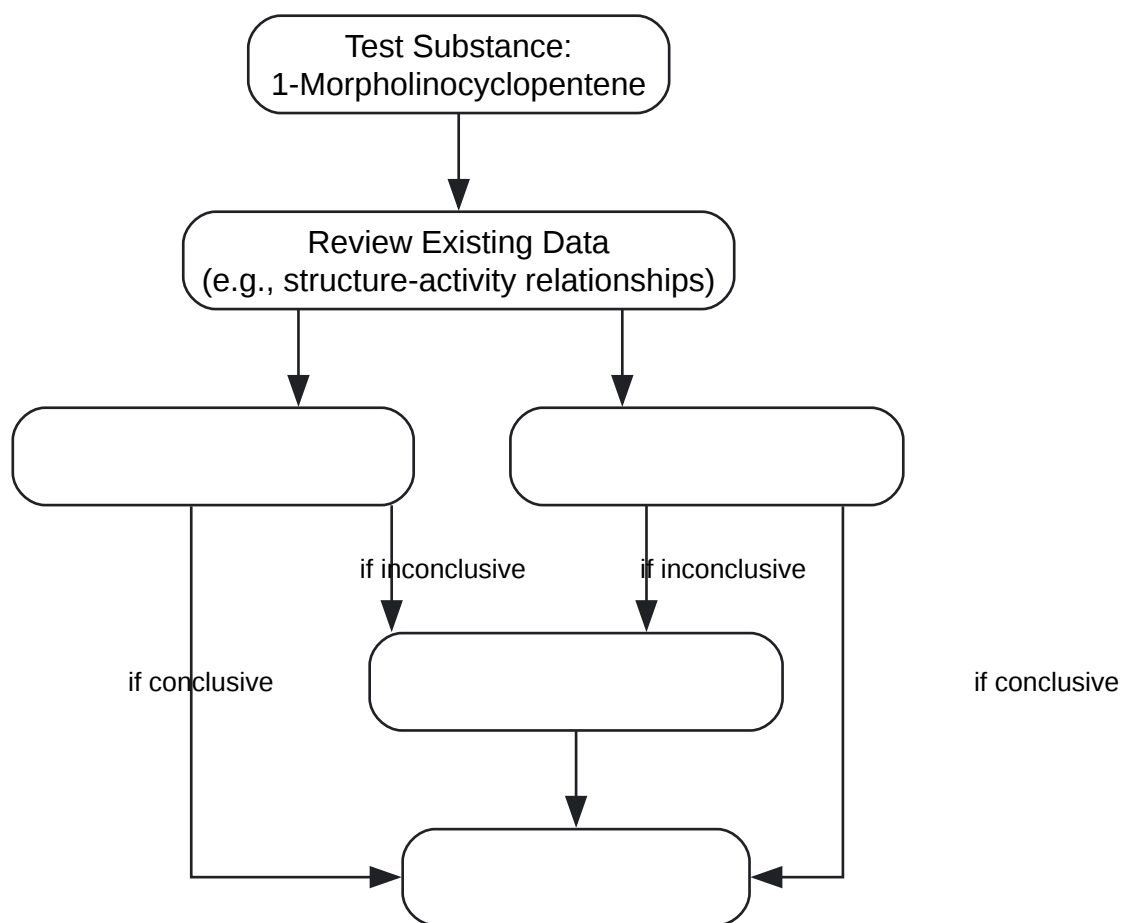 Test Substance:
1-Morpholinocyclopentene
Review Existing Data
(e.g., structure-activity relationships)
if inconclusive
if inconclusive
if conclusive
if conclusive